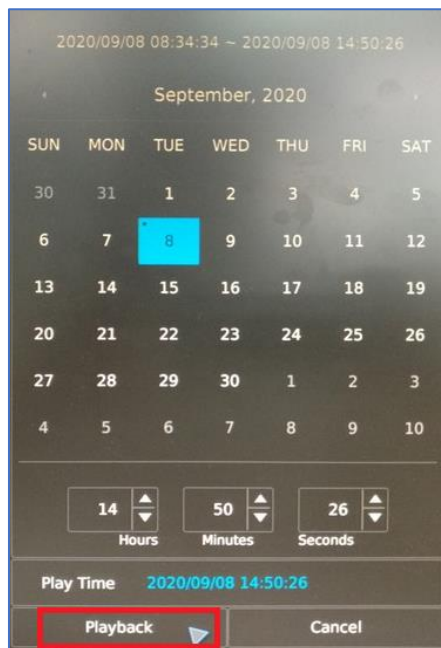 2020/09/08 08:34:34 ~ 2020/09/08 14:50:26
September, 2020
SUN MON TUE WED THU FRI SAT
30 31 1 2 3 4 5
6 7 8 9 10 11 12
13 14 15 16 17 18 19
20 21 22 23 24 25 26
27 28 29 30 1 2 3
4 5 6 7 8 9 10
14 50 26
Hours Minutes Seconds
Play Time 2020/09/08 14:50:26
Playback Cancel